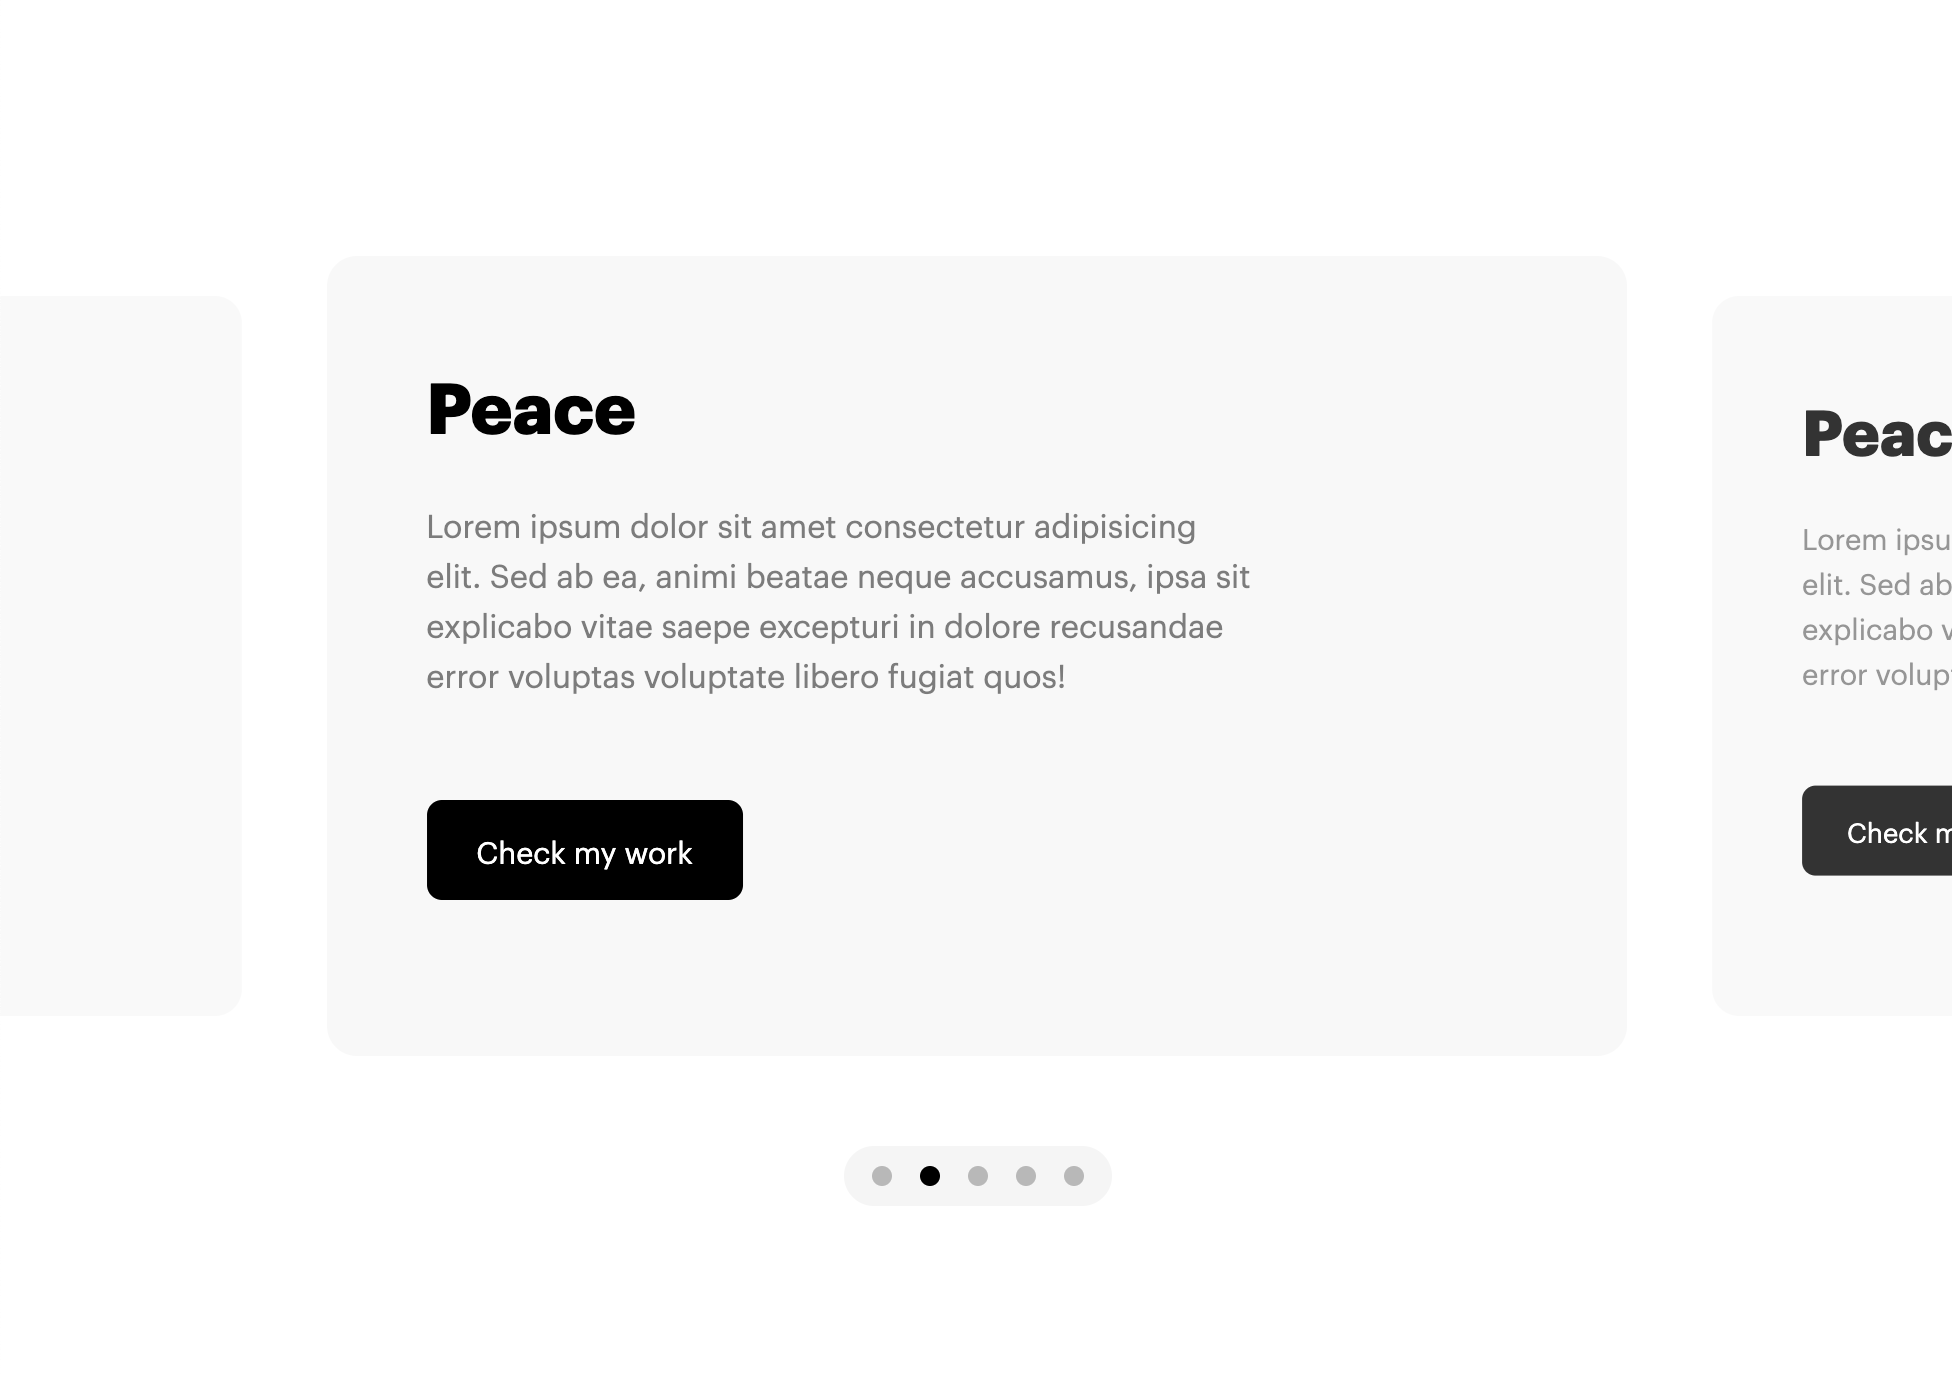 Peace
Lorem ipsum dolor sit amet consectetur adipisicing
elit. Sed ab ea, animi beatae neque accusamus, ipsa sit
explicabo vitae saepe excepturi in dolore recusandae
error voluptas voluptate libero fugiat quos!
Check my work
Peac
Lorem ipsu
elit. Sed ab
explicabo v
error volup
Check m